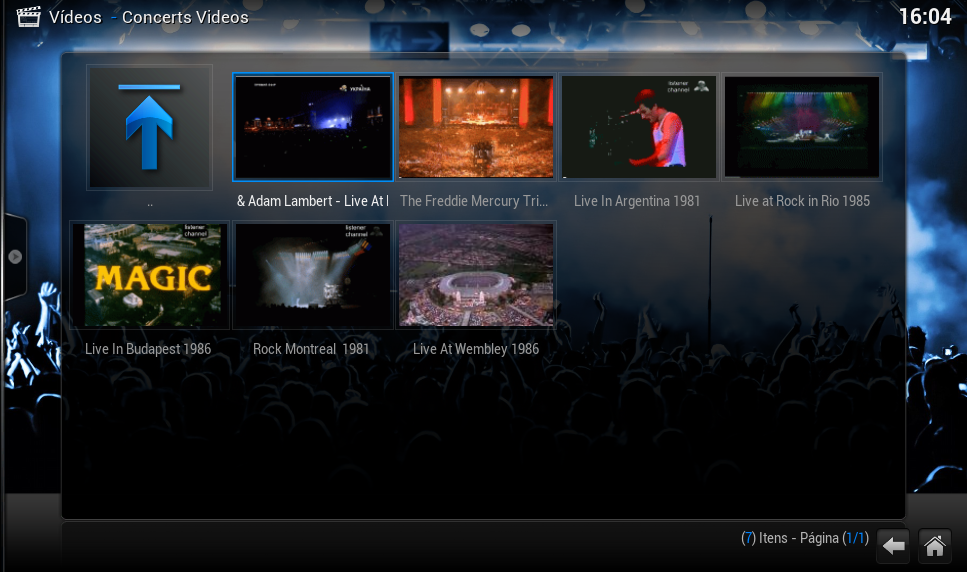 Vídeos - Concerts Videos
16:04
УКРАЇНА
listener
channel
..
& Adam Lambert - Live At
The Freddie Mercury Tri...
Live In Argentina 1981
Live at Rock in Rio 1985
listener
channel
MAGIC
listener
channel
Live In Budapest 1986
Rock Montreal 1981
Live At Wembley 1986
(7) Itens - Página (1/1)